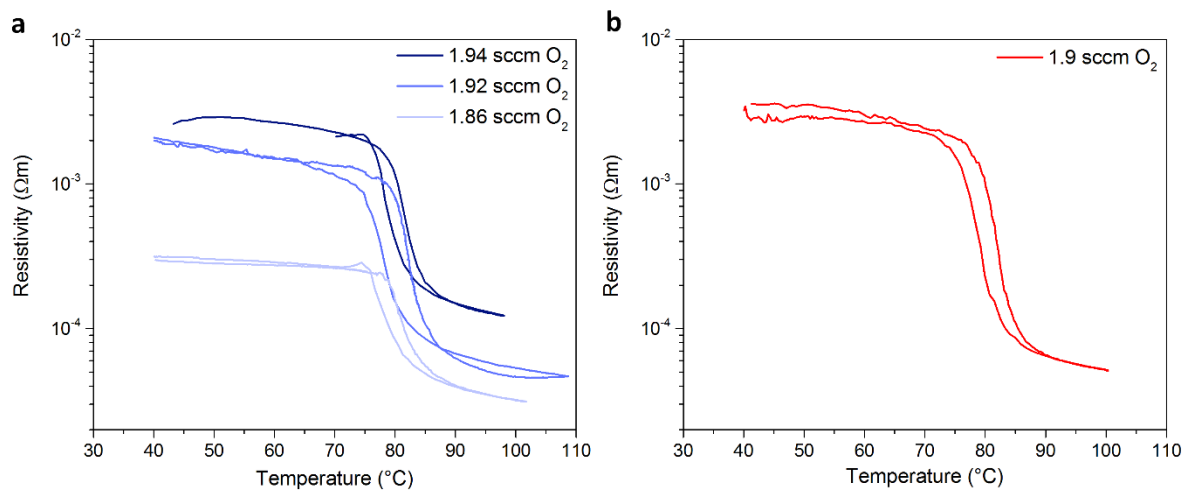 a
10⁻²
10⁻³
10⁻⁴
Resistivity (Ωm)
1.94 sccm O₂
1.92 sccm O₂
1.86 sccm O₂
30 40 50 60 70 80 90 100 110
Temperature (°C)
b
10⁻²
10⁻³
10⁻⁴
Resistivity (Ωm)
1.9 sccm O₂
30 40 50 60 70 80 90 100 110
Temperature (°C)